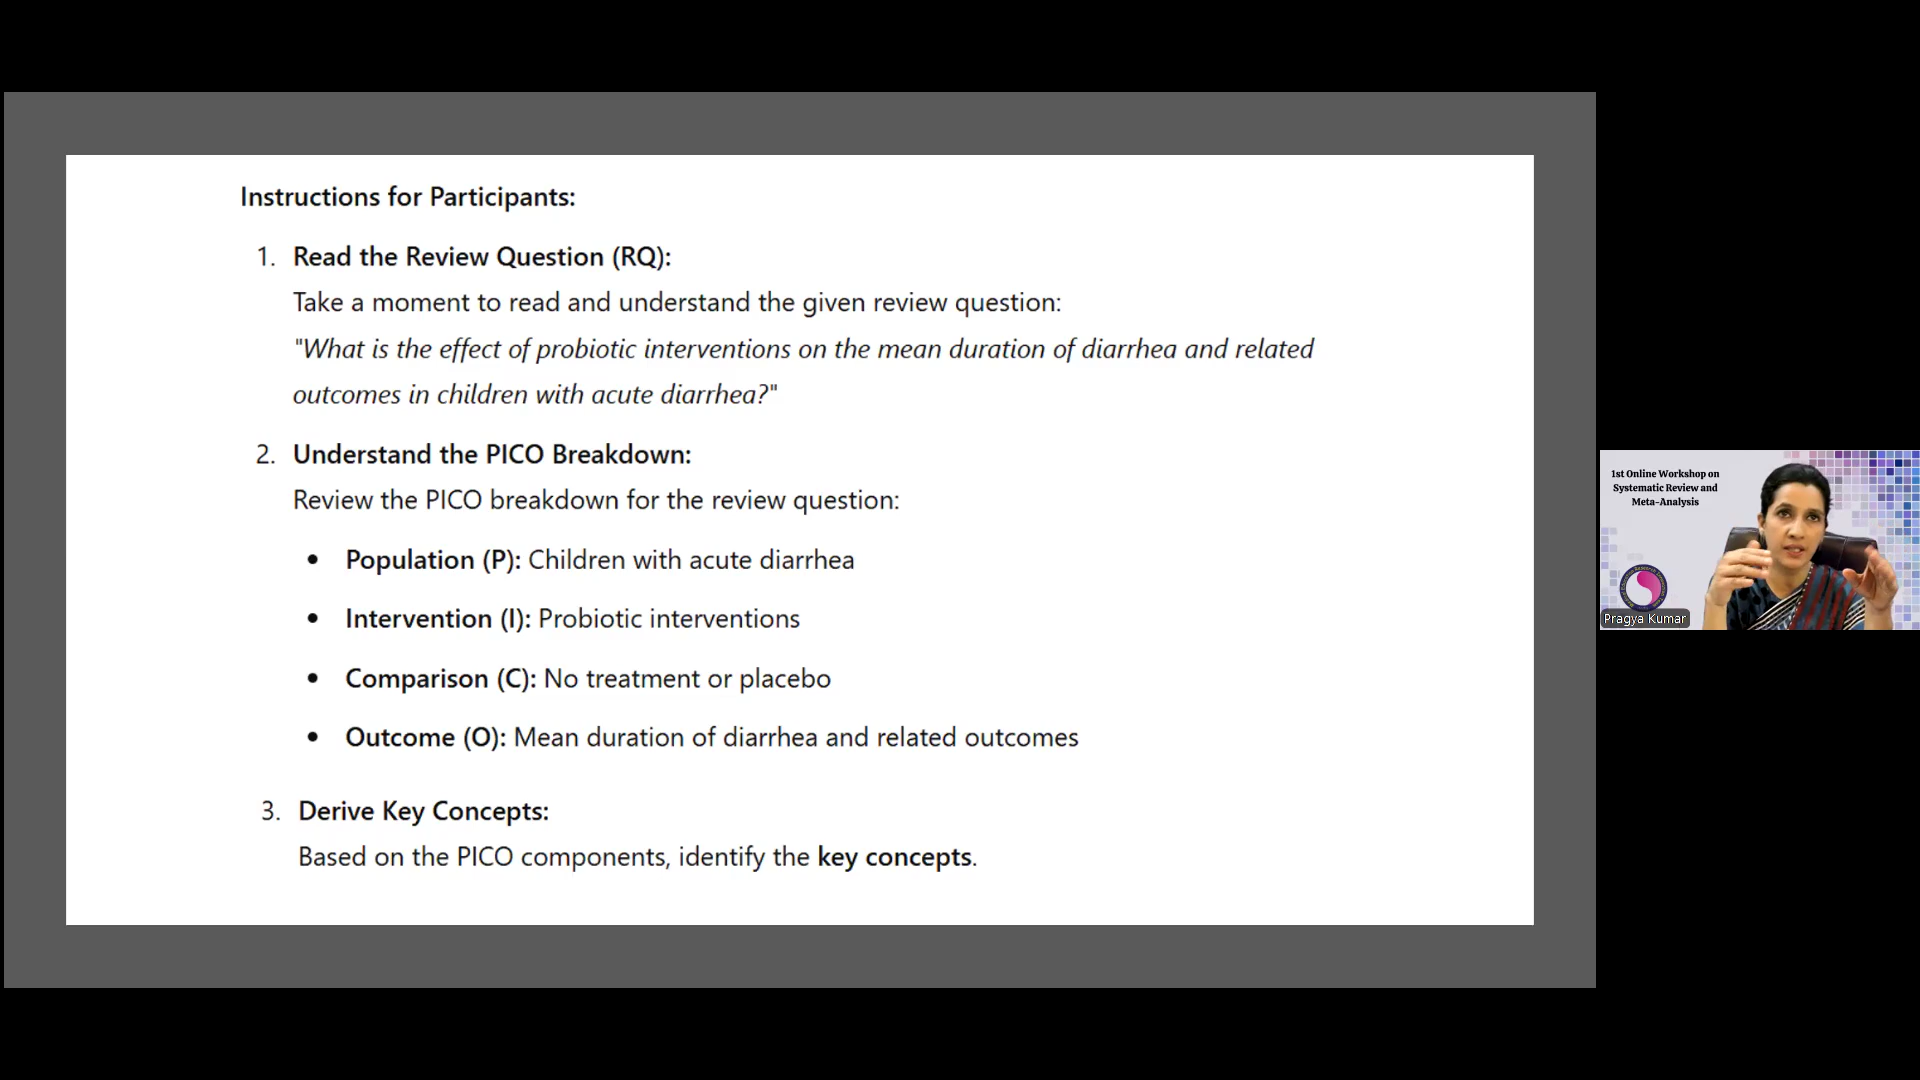 Instructions for Participants:
1. Read the Review Question (RQ):
Take a moment to read and understand the given review question:
"What is the effect of probiotic interventions on the mean duration of diarrhea and related
outcomes in children with acute diarrhea?"
2. Understand the PICO Breakdown:
Review the PICO breakdown for the review question:
• Population (P): Children with acute diarrhea
• Intervention (I): Probiotic interventions
• Comparison (C): No treatment or placebo
• Outcome (O): Mean duration of diarrhea and related outcomes
3. Derive Key Concepts:
Based on the PICO components, identify the key concepts.
1st Online Workshop on
Systematic Review and
Meta-Analysis
Pragya Kumar